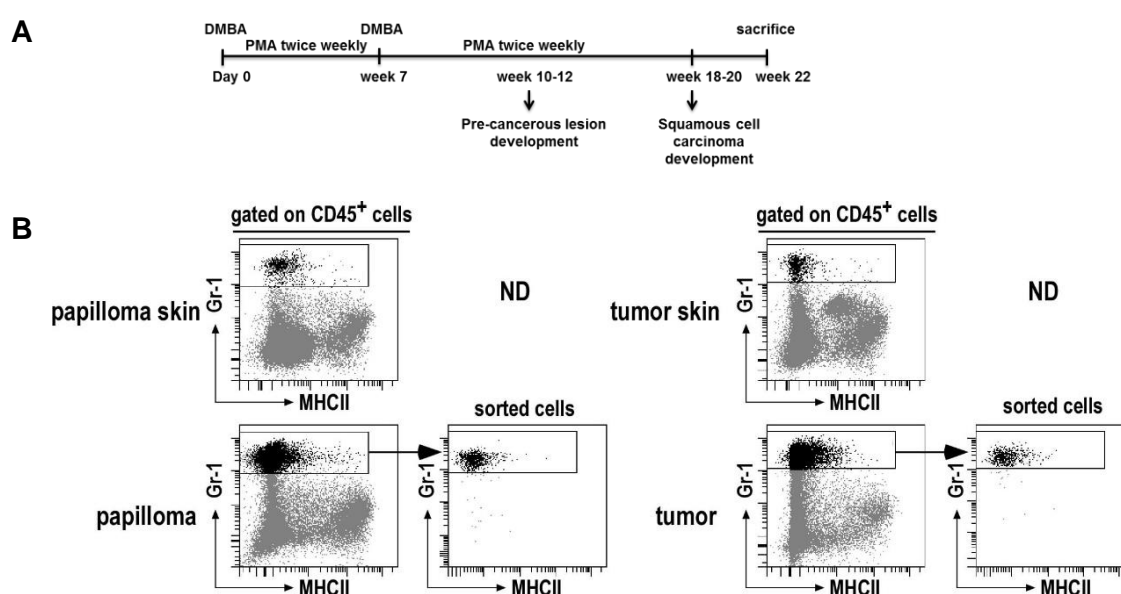 A
DMBA DMBA sacrifice
PMA twice weekly PMA twice weekly
Day 0 week 7 week 10-12 week 18-20 week 22
Pre-cancerous lesion
development
Squamous cell
carcinoma
development
B
gated on CD45+ cells
papilloma skin
Gr-1
MHCII
ND
gated on CD45+ cells
tumor skin
Gr-1
MHCII
ND
papilloma
Gr-1
MHCII
sorted cells
Gr-1
MHCII
tumor
Gr-1
MHCII
sorted cells
Gr-1
MHCII